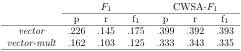 F1 CWSA-F1
p r f1 p r f1
vector .226 .145 .175 .399 .392 .393
vector-mult .162 .103 .125 .333 .343 .335